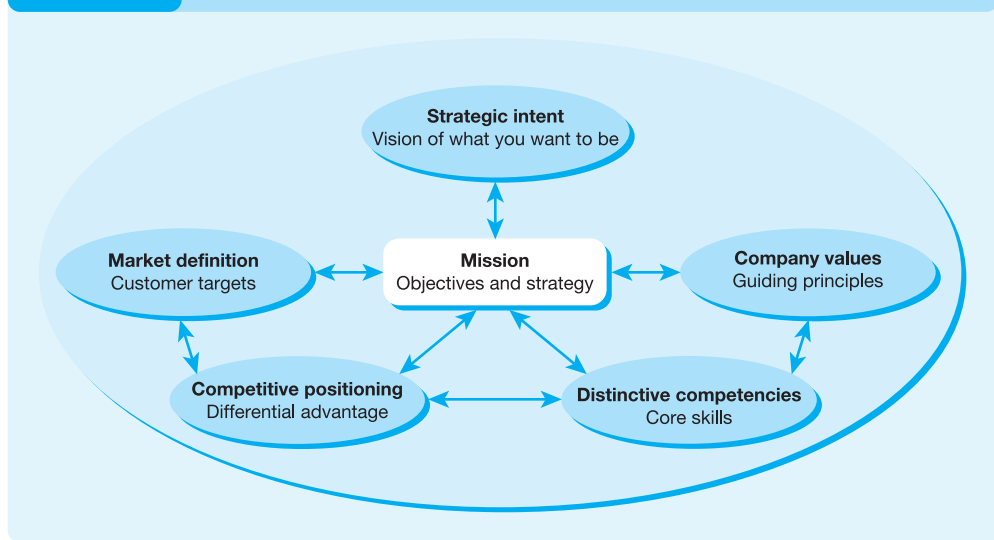 Strategic intent
Vision of what you want to be
Market definition
Customer targets
Mission
Objectives and strategy
Company values
Guiding principles
Competitive positioning
Differential advantage
Distinctive competencies
Core skills